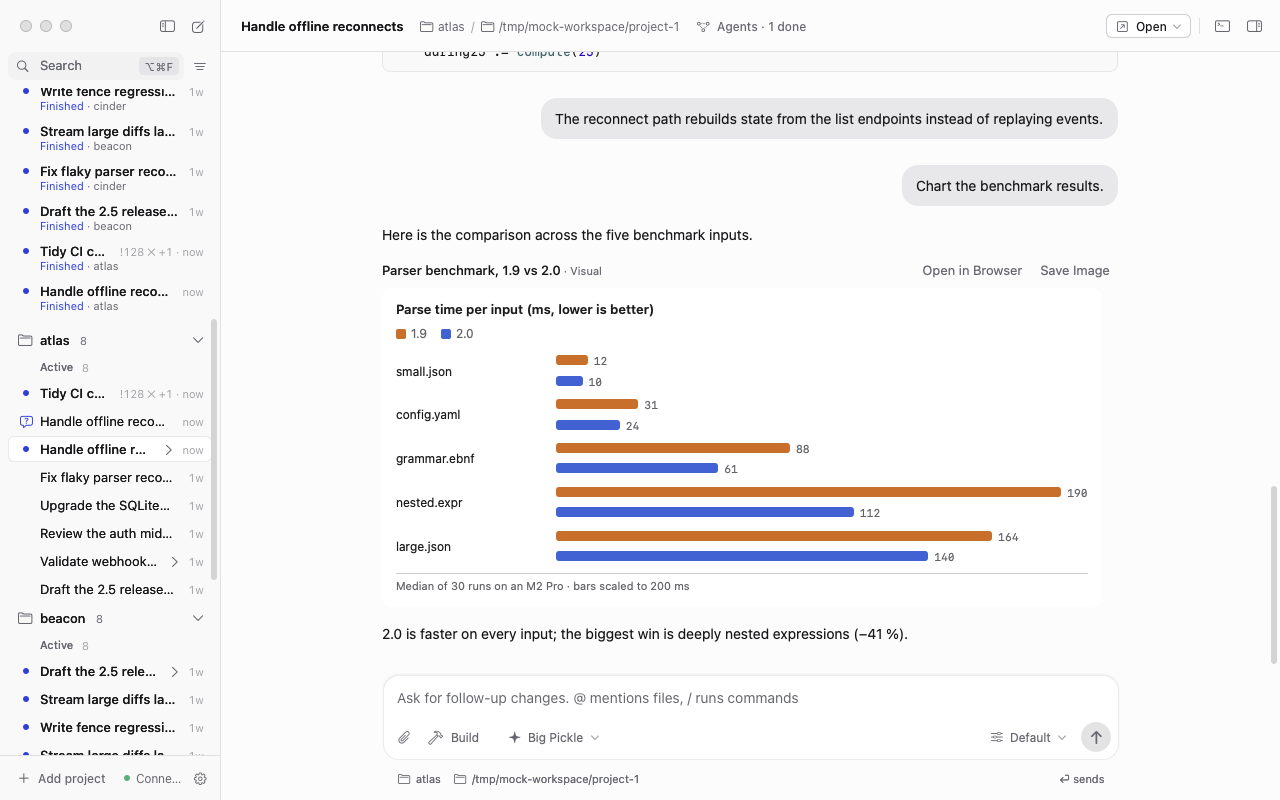 Handle offline reconnects
atlas / /tmp/mock-workspace/project-1
Agents · 1 done
Open
Search ⌥⌘F
Write fence regressi... 1w
Finished · cinder
Stream large diffs la... 1w
Finished · beacon
Fix flaky parser reco... 1w
Finished · cinder
Draft the 2.5 release... 1w
Finished · beacon
Tidy CI c... !128 × +1 · now
Finished · atlas
Handle offline reco... now
Finished · atlas
atlas 8
Active 8
Tidy CI c... !128 × +1 · now
Handle offline reco... now
Handle offline r... now
Fix flaky parser reco... 1w
Upgrade the SQLite... 1w
Review the auth mid... 1w
Validate webhook... 1w
Draft the 2.5 release... 1w
beacon 8
Active 8
Draft the 2.5 rele... 1w
Stream large diffs la... 1w
Write fence regressi... 1w
Stream large diffs la... 1w
Add project
Conne...
during25 := compute(25)
The reconnect path rebuilds state from the list endpoints instead of replaying events.
Chart the benchmark results.
Here is the comparison across the five benchmark inputs.
Parser benchmark, 1.9 vs 2.0 · Visual
Open in Browser Save Image
Parse time per input (ms, lower is better)
1.9 2.0
small.json 12
10
config.yaml 31
24
grammar.ebnf 88
61
nested.expr 190
112
large.json 164
140
Median of 30 runs on an M2 Pro · bars scaled to 200 ms
2.0 is faster on every input; the biggest win is deeply nested expressions (−41 %).
Ask for follow-up changes. @ mentions files, / runs commands
Build Big Pickle Default
atlas /tmp/mock-workspace/project-1
⏎ sends